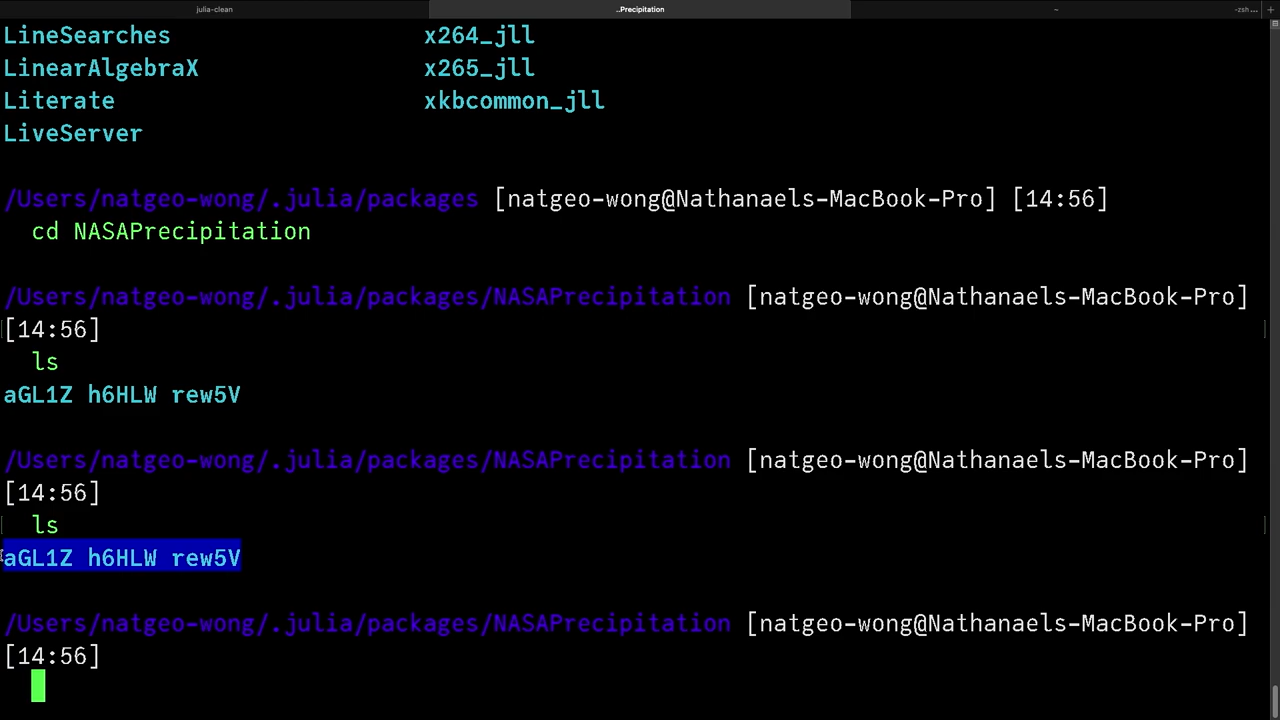 julia-clean ..Precipitation ~ -zsh ...
LineSearches x264_jll
LinearAlgebraX x265_jll
Literate xkbcommon_jll
LiveServer
/Users/natgeo-wong/.julia/packages [natgeo-wong@Nathanaels-MacBook-Pro] [14:56]
cd NASAPrecipitation
/Users/natgeo-wong/.julia/packages/NASAPrecipitation [natgeo-wong@Nathanaels-MacBook-Pro]
[14:56]
ls
aGL1Z h6HLW rew5V
/Users/natgeo-wong/.julia/packages/NASAPrecipitation [natgeo-wong@Nathanaels-MacBook-Pro]
[14:56]
ls
aGL1Z h6HLW rew5V
/Users/natgeo-wong/.julia/packages/NASAPrecipitation [natgeo-wong@Nathanaels-MacBook-Pro]
[14:56]